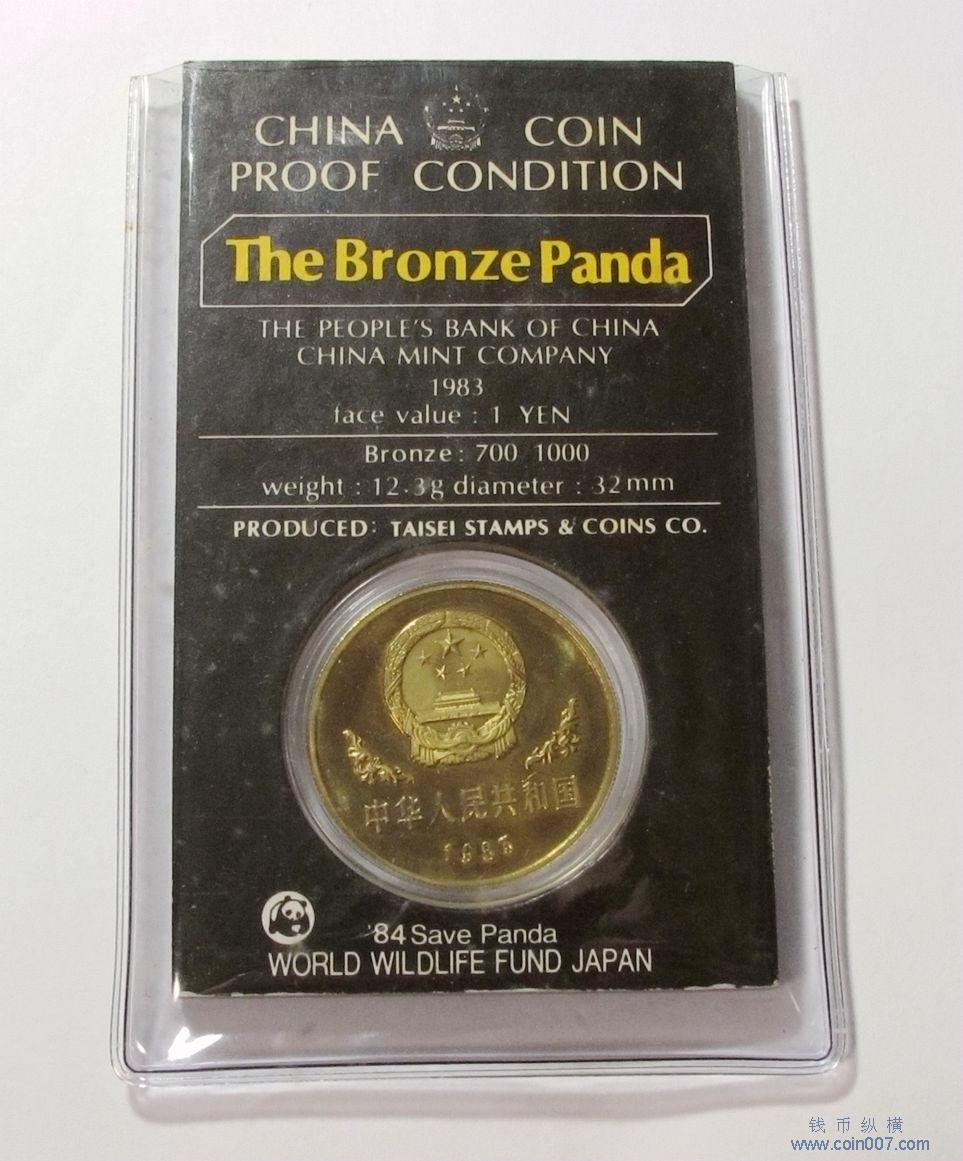 CHINA COIN
PROOF CONDITION
The Bronze Panda
THE PEOPLE'S BANK OF CHINA
CHINA MINT COMPANY
1983
face value : 1 YEN
Bronze : 700 1000
weight : 12.3g diameter : 32mm
PRODUCED: TAISEI STAMPS & COINS CO.
中华人民共和国
1983
'84 Save Panda
WORLD WILDLIFE FUND JAPAN
钱币纵横
www.coin007.com